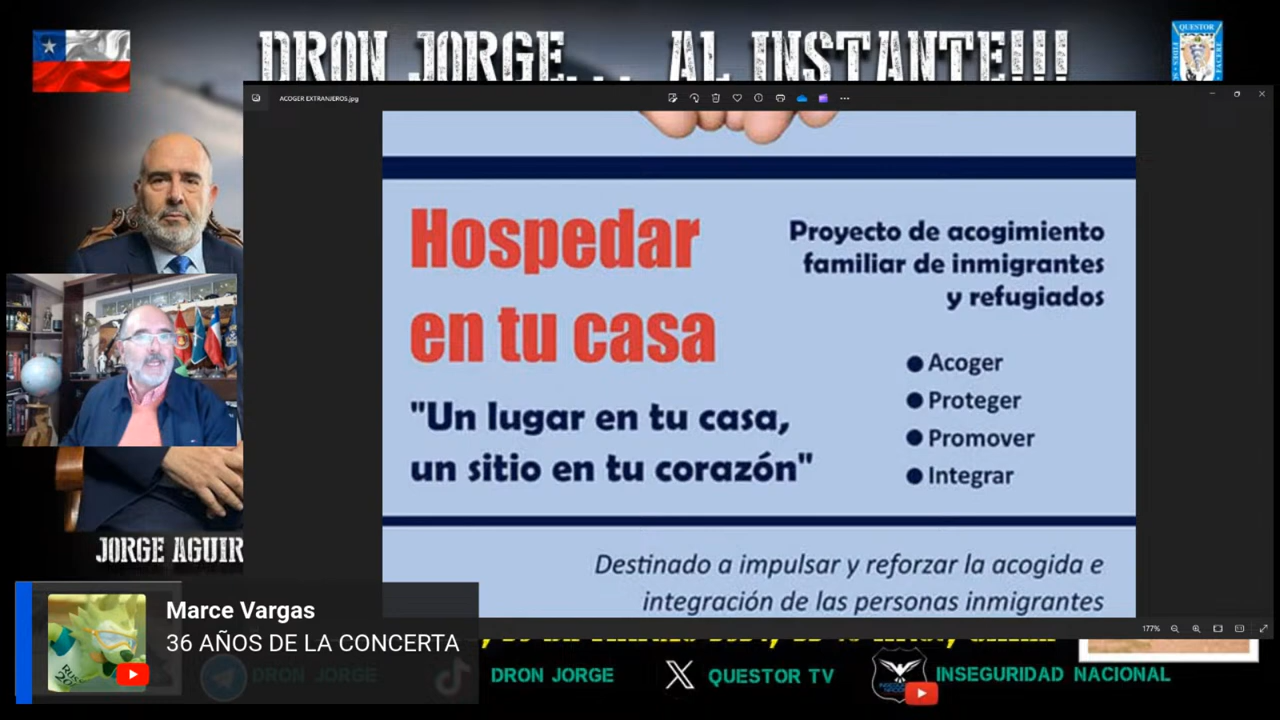 DRON JORGE... AL INSTANTE!!!
QUESTOR
ACOGER EXTRANJEROS.jpg
Hospedar
en tu casa
"Un lugar en tu casa,
un sitio en tu corazón"
Proyecto de acogimiento
familiar de inmigrantes
y refugiados
● Acoger
● Proteger
● Promover
● Integrar
Destinado a impulsar y reforzar la acogida e
integración de las personas inmigrantes
177%
JORGE AGUIR
Marce Vargas
36 AÑOS DE LA CONCERTA
DRON JORGE
DRON JORGE
QUESTOR TV
INSEGURIDAD NACIONAL